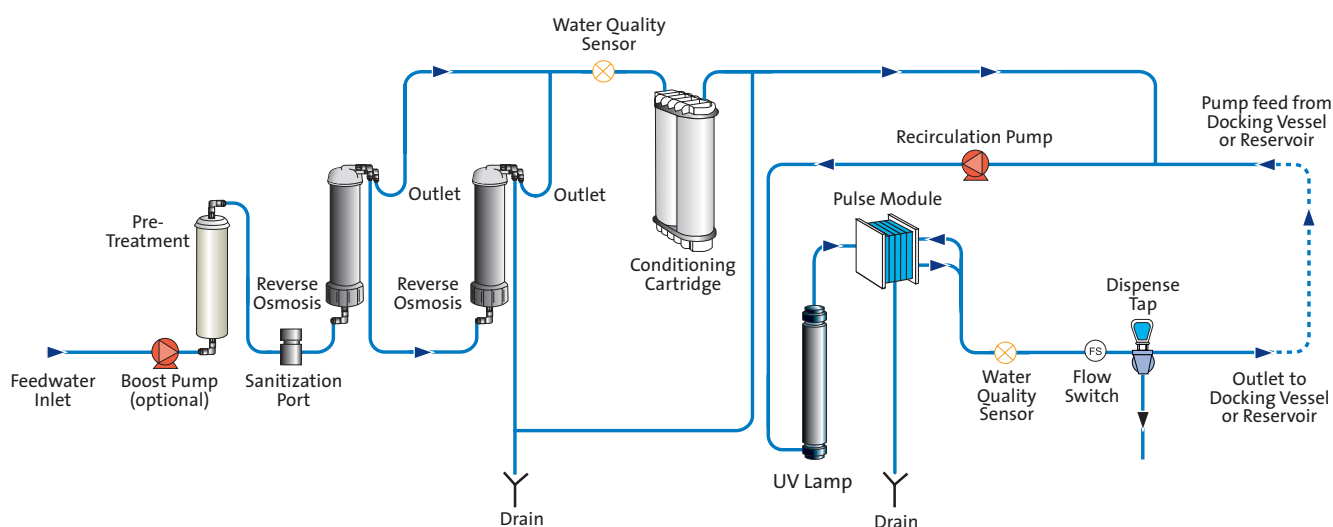 Water Quality
Sensor
Pump feed from
Docking Vessel
or Reservoir
Recirculation Pump
Outlet
Outlet
Pulse Module
Pre-
Treatment
Conditioning
Cartridge
Reverse
Osmosis
Reverse
Osmosis
Dispense
Tap
FS
Feedwater
Inlet
Boost Pump
(optional)
Sanitization
Port
Water
Quality
Sensor
Flow
Switch
Outlet to
Docking Vessel
or Reservoir
UV Lamp
Drain
Drain